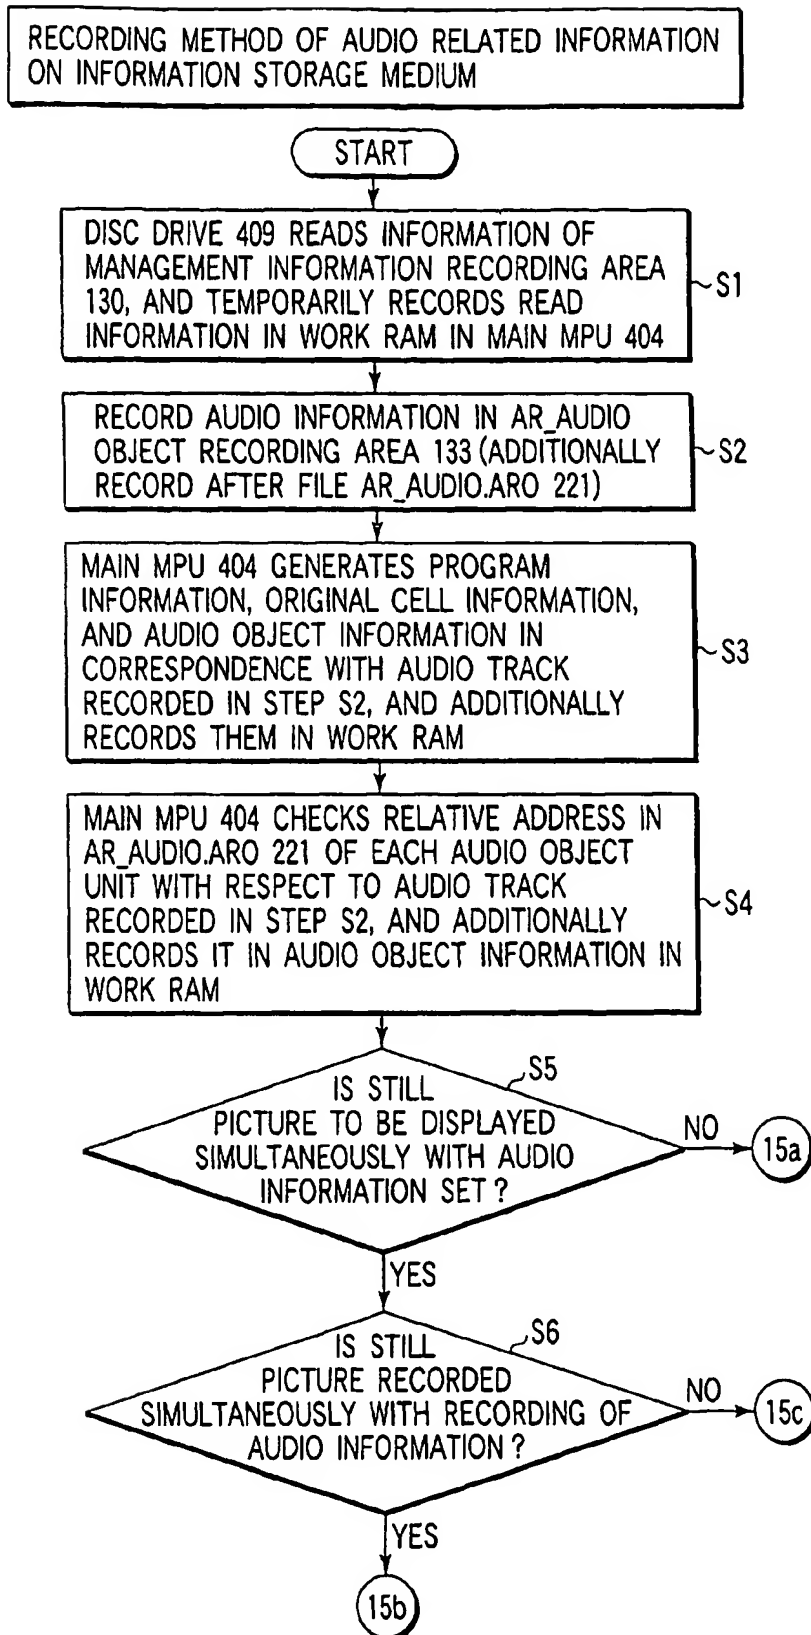 RECORDING METHOD OF AUDIO RELATED INFORMATION
ON INFORMATION STORAGE MEDIUM
START
DISC DRIVE 409 READS INFORMATION OF
MANAGEMENT INFORMATION RECORDING AREA
130, AND TEMPORARILY RECORDS READ
INFORMATION IN WORK RAM IN MAIN MPU 404
S1
RECORD AUDIO INFORMATION IN AR_AUDIO
OBJECT RECORDING AREA 133 (ADDITIONALLY
RECORD AFTER FILE AR_AUDIO.ARO 221)
S2
MAIN MPU 404 GENERATES PROGRAM
INFORMATION, ORIGINAL CELL INFORMATION,
AND AUDIO OBJECT INFORMATION IN
CORRESPONDENCE WITH AUDIO TRACK
RECORDED IN STEP S2, AND ADDITIONALLY
RECORDS THEM IN WORK RAM
S3
MAIN MPU 404 CHECKS RELATIVE ADDRESS IN
AR_AUDIO.ARO 221 OF EACH AUDIO OBJECT
UNIT WITH RESPECT TO AUDIO TRACK
RECORDED IN STEP S2, AND ADDITIONALLY
RECORDS IT IN AUDIO OBJECT INFORMATION IN
WORK RAM
S4
S5
IS STILL
PICTURE TO BE DISPLAYED
SIMULTANEOUSLY WITH AUDIO
INFORMATION SET?
NO
15a
YES
S6
IS STILL
PICTURE RECORDED
SIMULTANEOUSLY WITH RECORDING OF
AUDIO INFORMATION?
NO
15c
YES
15b